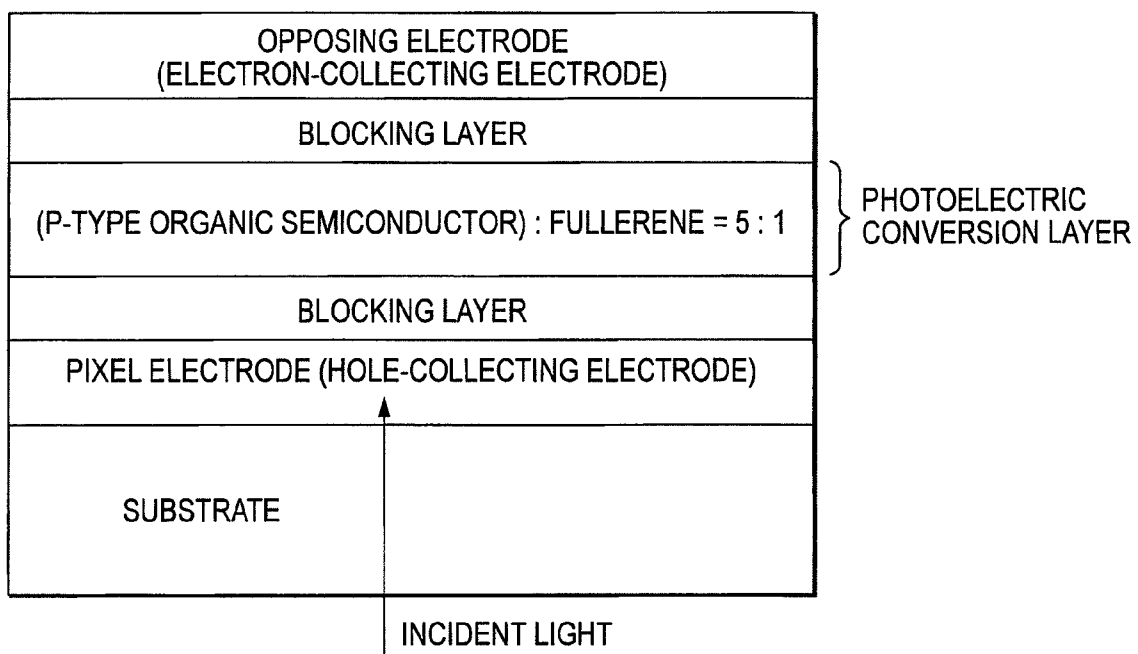 OPPOSING ELECTRODE
(ELECTRON-COLLECTING ELECTRODE)
BLOCKING LAYER
(P-TYPE ORGANIC SEMICONDUCTOR) : FULLERENE = 5 : 1
PHOTOELECTRIC
CONVERSION LAYER
BLOCKING LAYER
PIXEL ELECTRODE (HOLE-COLLECTING ELECTRODE)
SUBSTRATE
INCIDENT LIGHT